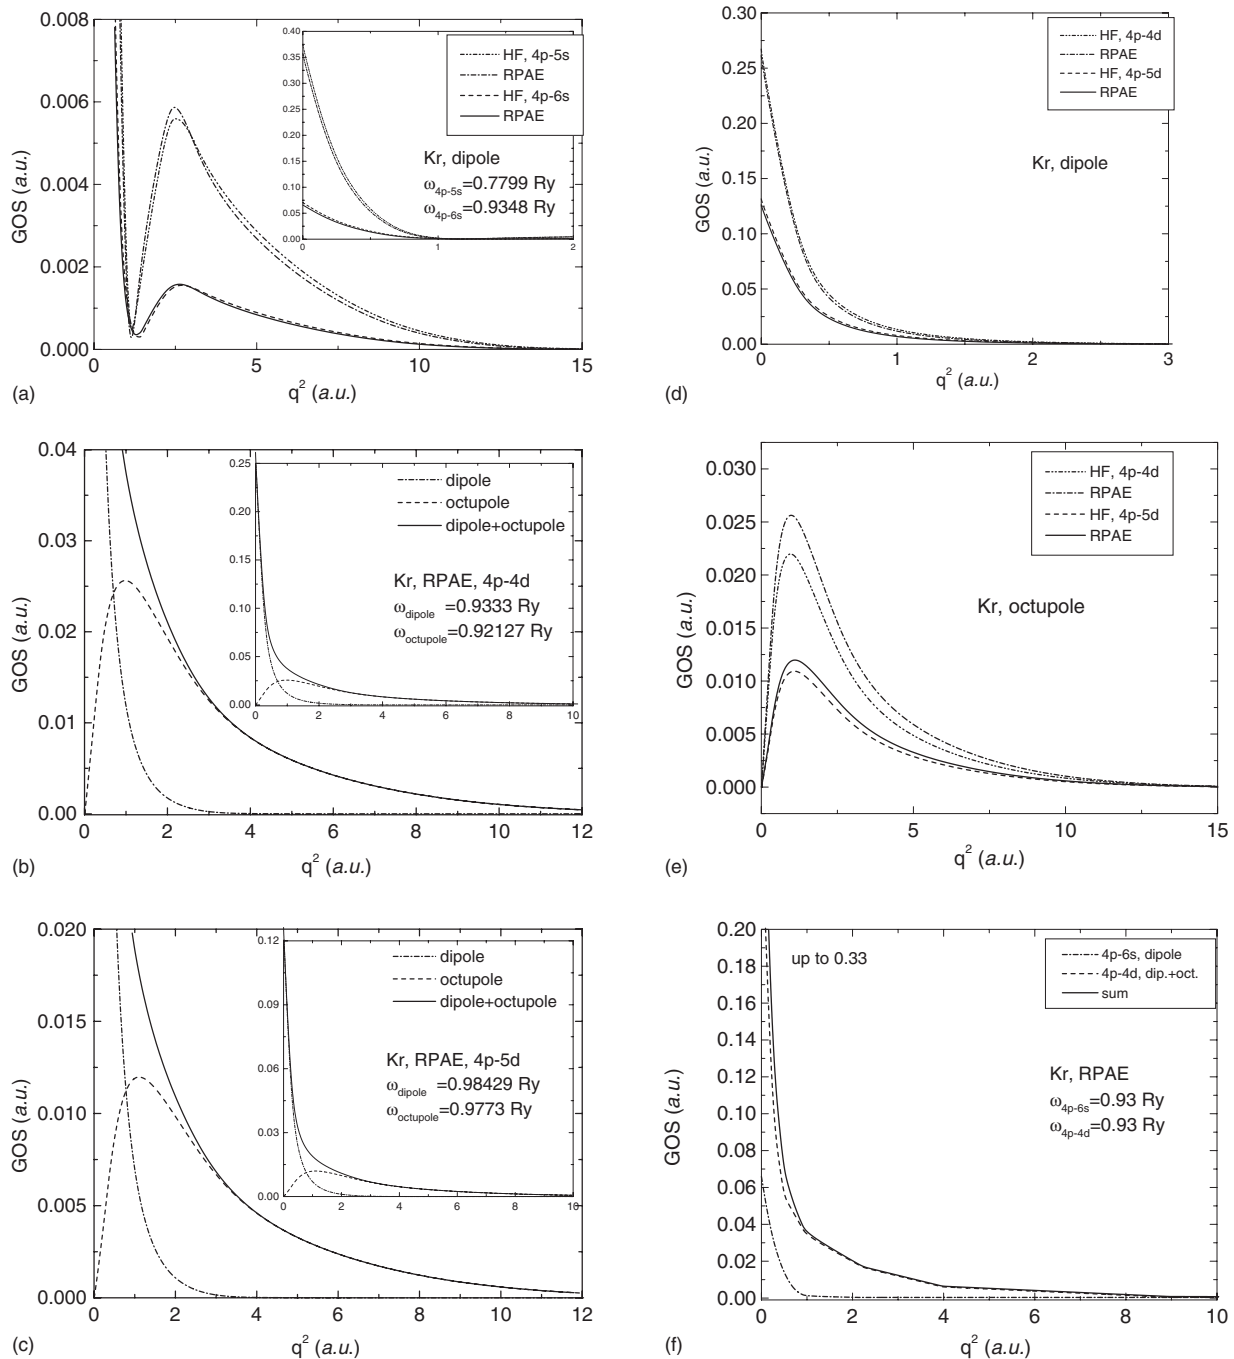 0.008
0.006
0.004
0.002
0.000
GOS (a.u.)
0
5
10
15
q² (a.u.)
(a)
0.40
0.35
0.30
0.25
0.20
0.15
0.10
0.05
0.00
0
1
2
HF, 4p-5s
RPAE
HF, 4p-6s
RPAE
Kr, dipole
ω4p-5s=0.7799 Ry
ω4p-6s=0.9348 Ry
0.30
0.25
0.20
0.15
0.10
0.05
0.00
GOS (a.u.)
0
1
2
3
q² (a.u.)
(d)
HF, 4p-4d
RPAE
HF, 4p-5d
RPAE
Kr, dipole
0.04
0.03
0.02
0.01
0.00
GOS (a.u.)
0
2
4
6
8
10
12
q² (a.u.)
(b)
0.25
0.20
0.15
0.10
0.05
0.00
0
2
4
6
8
10
dipole
octupole
dipole+octupole
Kr, RPAE, 4p-4d
ωdipole =0.9333 Ry
ωoctupole=0.92127 Ry
0.030
0.025
0.020
0.015
0.010
0.005
0.000
GOS (a.u.)
0
5
10
15
q² (a.u.)
(e)
HF, 4p-4d
RPAE
HF, 4p-5d
RPAE
Kr, octupole
0.020
0.015
0.010
0.005
0.000
GOS (a.u.)
0
2
4
6
8
10
12
q² (a.u.)
(c)
0.12
0.09
0.06
0.03
0.00
0
2
4
6
8
10
dipole
octupole
dipole+octupole
Kr, RPAE, 4p-5d
ωdipole =0.98429 Ry
ωoctupole=0.9773 Ry
0.20
0.18
0.16
0.14
0.12
0.10
0.08
0.06
0.04
0.02
0.00
GOS (a.u.)
0
2
4
6
8
10
q² (a.u.)
(f)
up to 0.33
4p-6s, dipole
4p-4d, dip.+oct.
sum
Kr, RPAE
ω4p-6s=0.93 Ry
ω4p-4d=0.93 Ry